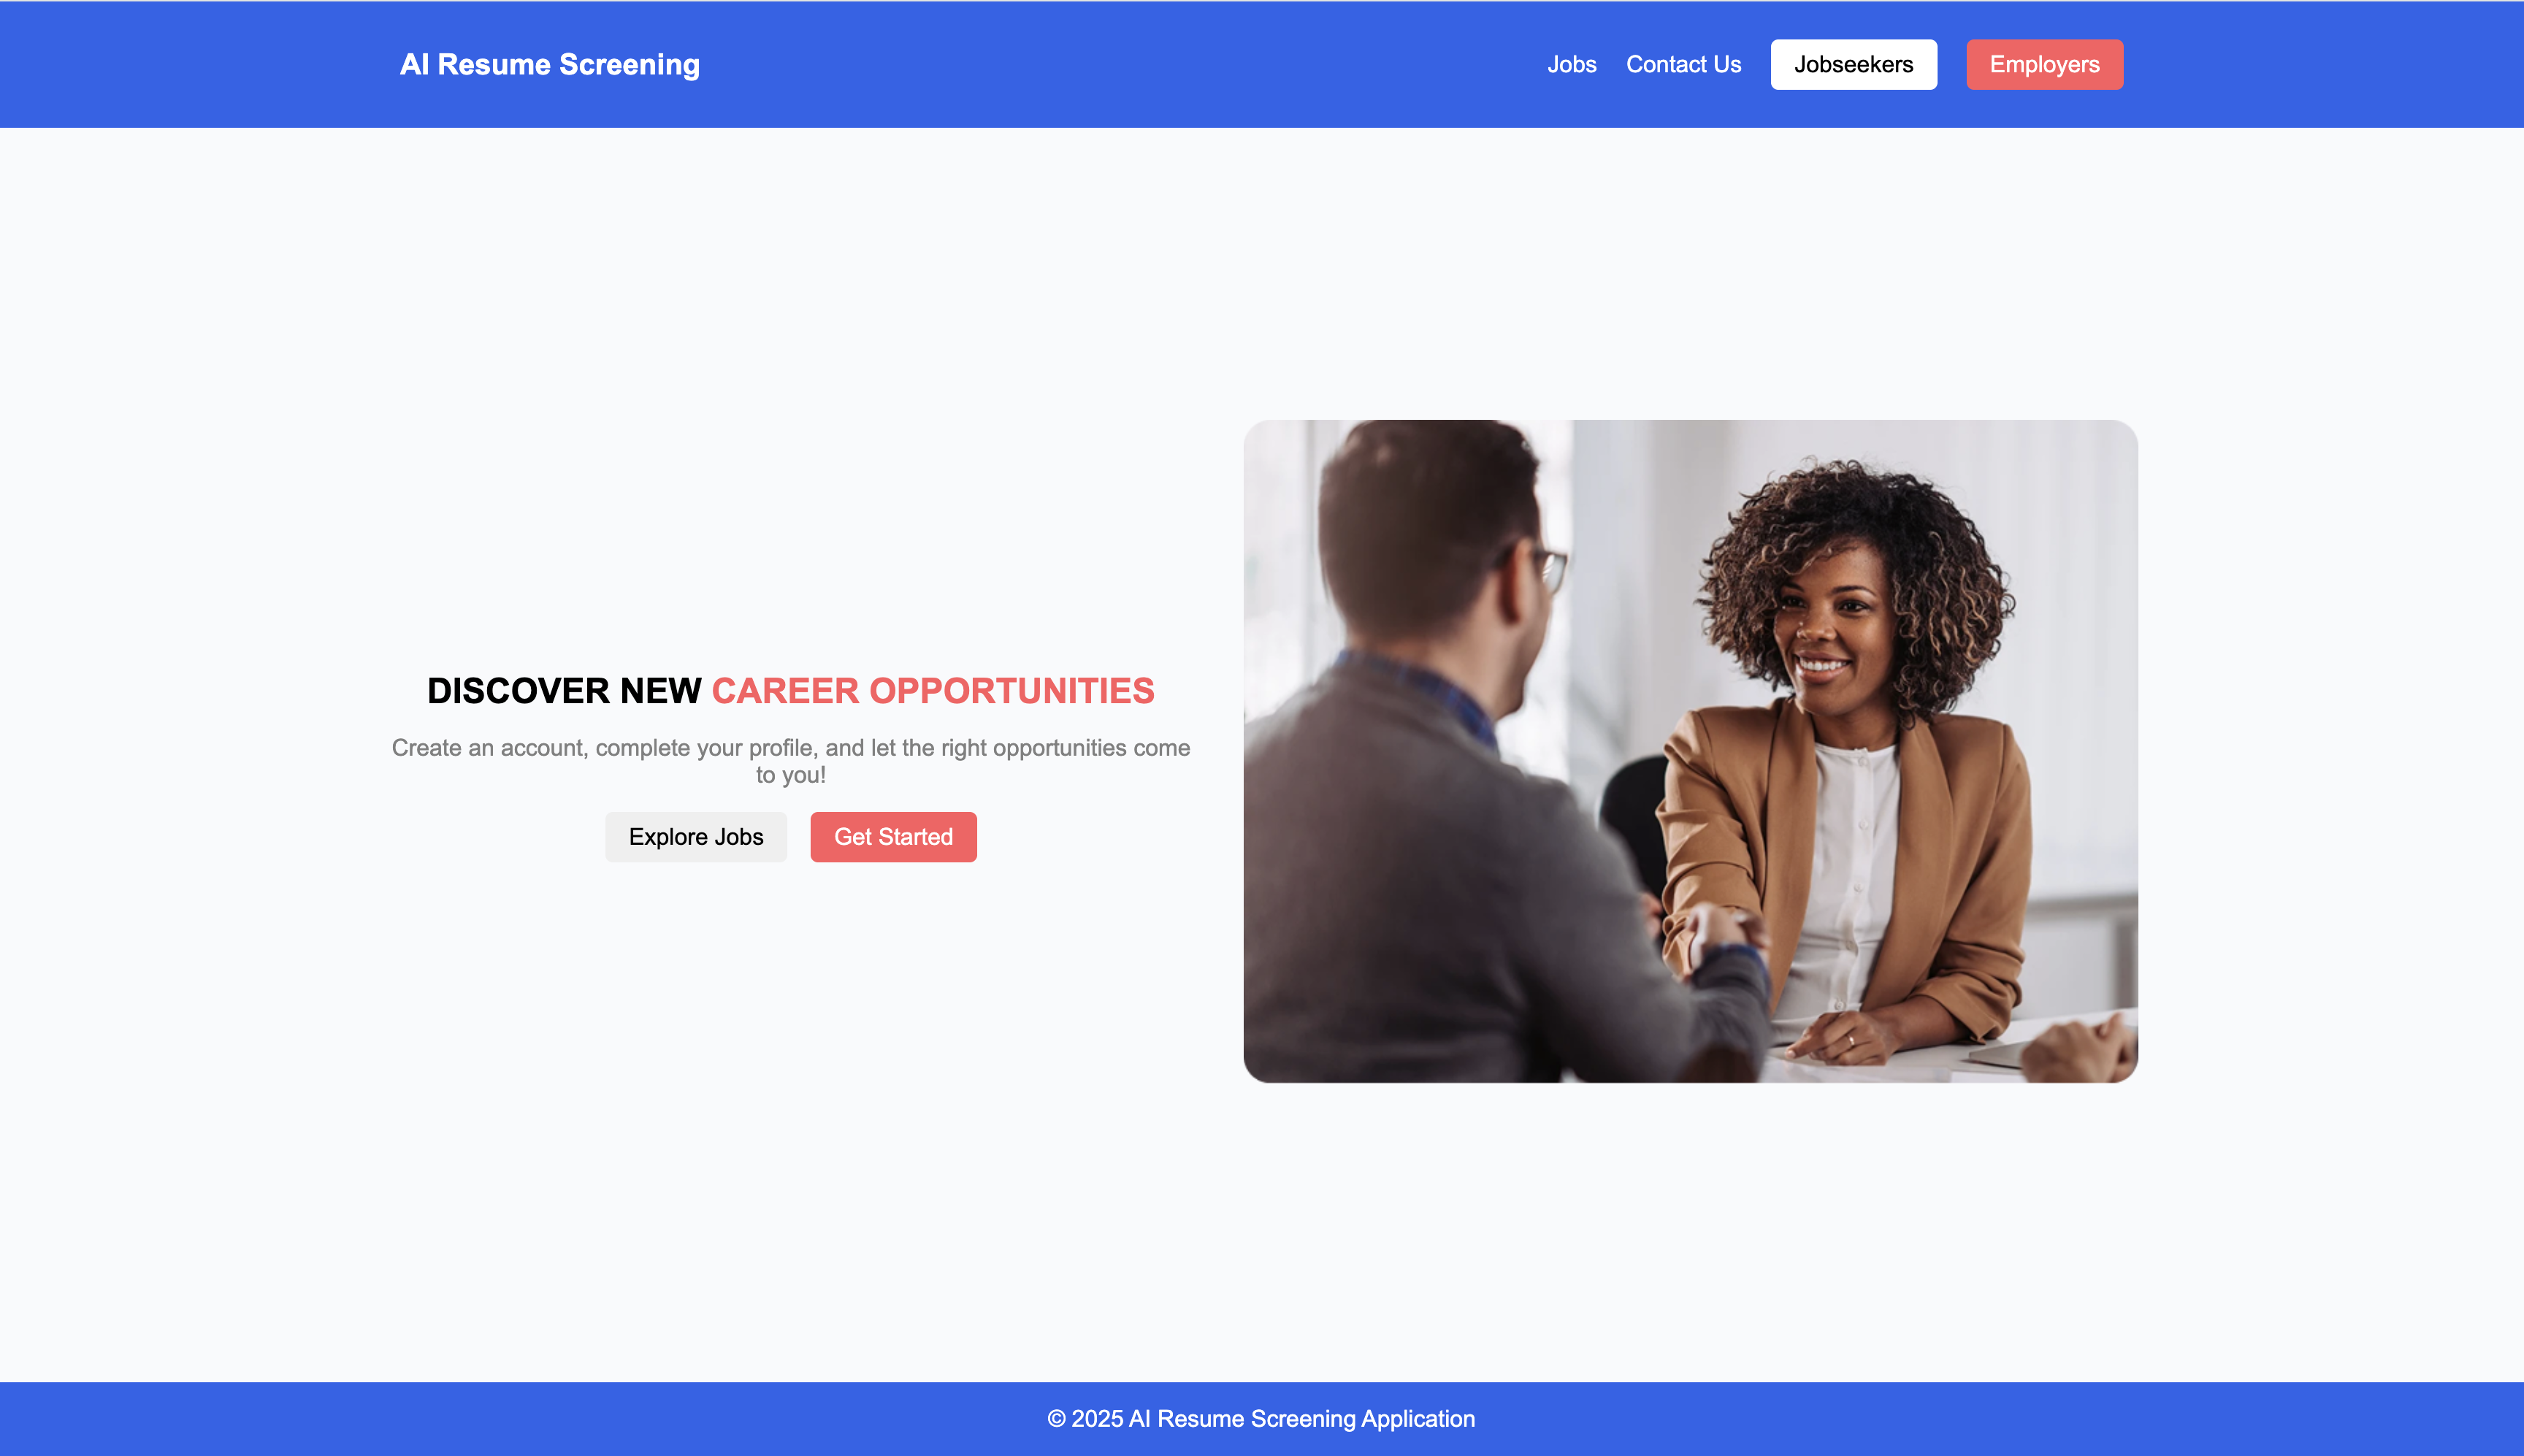 AI Resume Screening
Jobs
Contact Us
Jobseekers
Employers
DISCOVER NEW CAREER OPPORTUNITIES
Create an account, complete your profile, and let the right opportunities come
to you!
Explore Jobs
Get Started
© 2025 AI Resume Screening Application